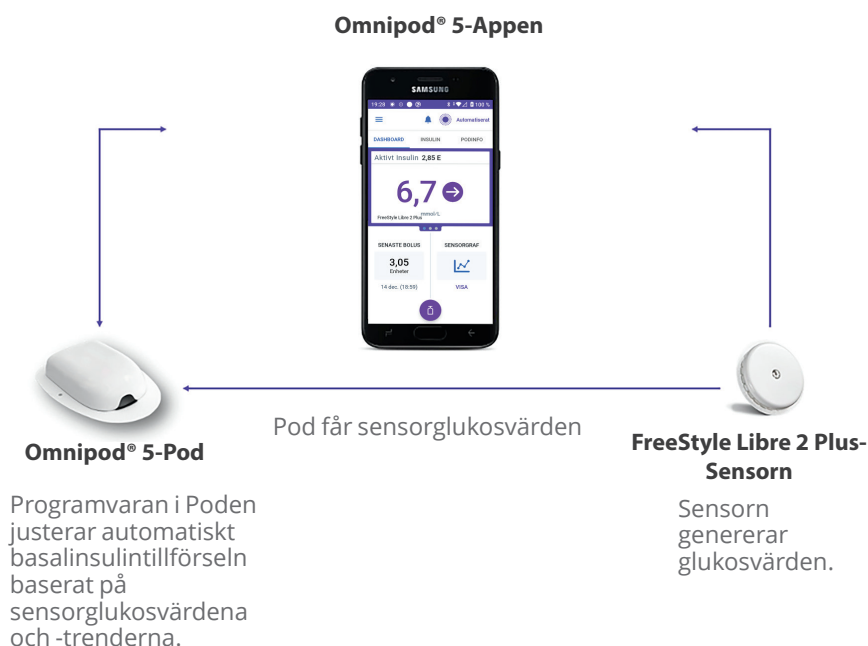 Omnipod® 5-Appen
SAMSUNG
19:28 100 %
Automatiserat
DASHBOARD INSULIN PODINFO
Aktivt Insulin 2,85 E
6,7
mmol/L
FreeStyle Libre 2 Plus
SENASTE BOLUS SENSORGRAF
3,05
Enheter
14 dec. (18:59) VISA
Pod får sensorglukosvärden
Omnipod® 5-Pod
FreeStyle Libre 2 Plus-
Sensorn
Programvaran i Poden
justerar automatiskt
basalinsulintillförseln
baserat på
sensorglukosvärdena
och -trenderna.
Sensorn
genererar
glukosvärden.